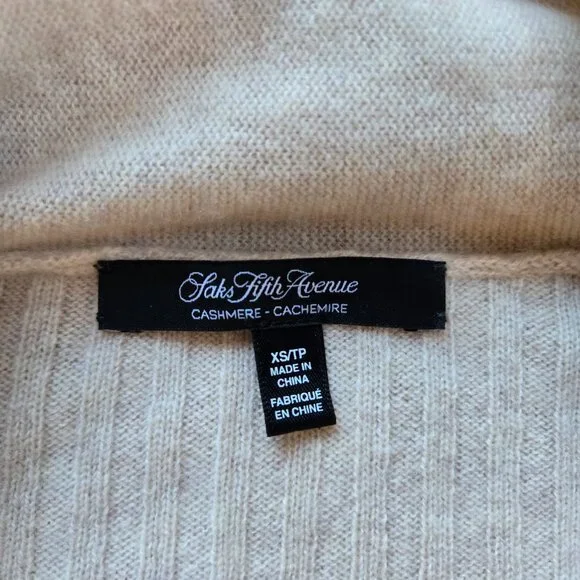 Saks Fifth Avenue
CASHMERE - CACHEMIRE
XS/TP
MADE IN
CHINA
FABRIQUÉ
EN CHINE